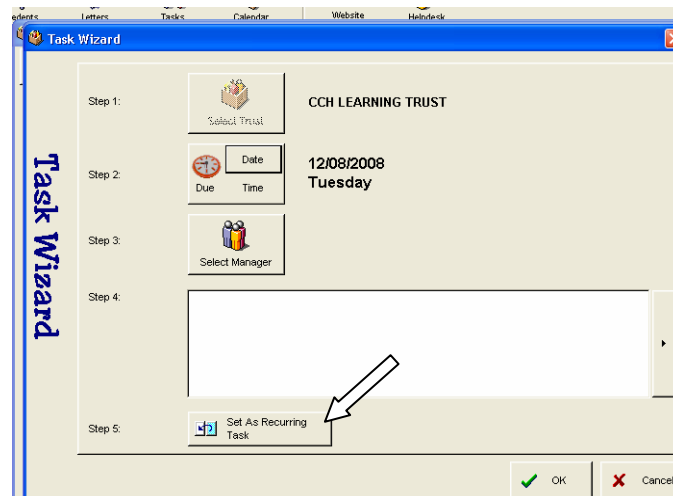 edents Letters Tasks Calendar Website Helpdesk
Task Wizard
Task Wizard
Step 1:
Select Trust
CCH LEARNING TRUST
Step 2:
Date
Due Time
12/08/2008
Tuesday
Step 3:
Select Manager
Step 4:
Step 5:
Set As Recurring
Task
OK
Cancel